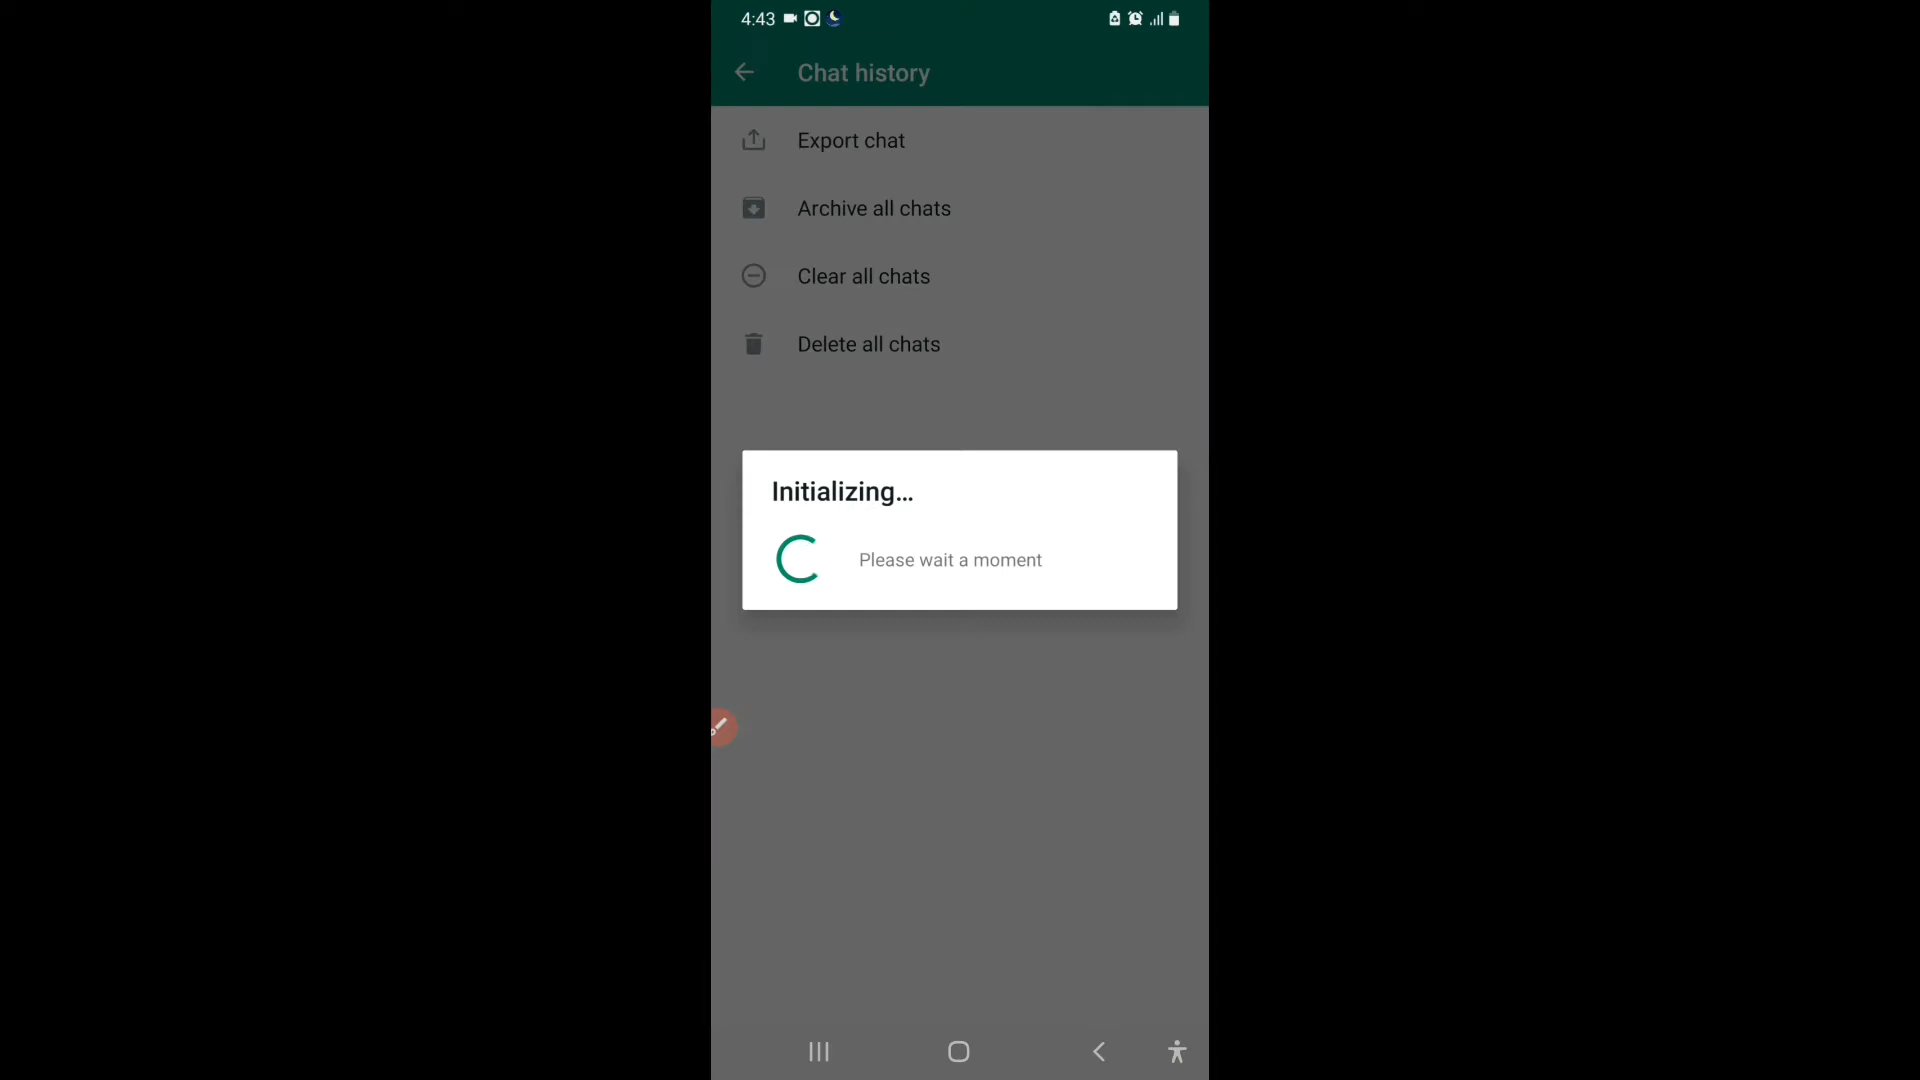 4:43
Chat history
Export chat
Archive all chats
Clear all chats
Delete all chats
Initializing...
Please wait a moment